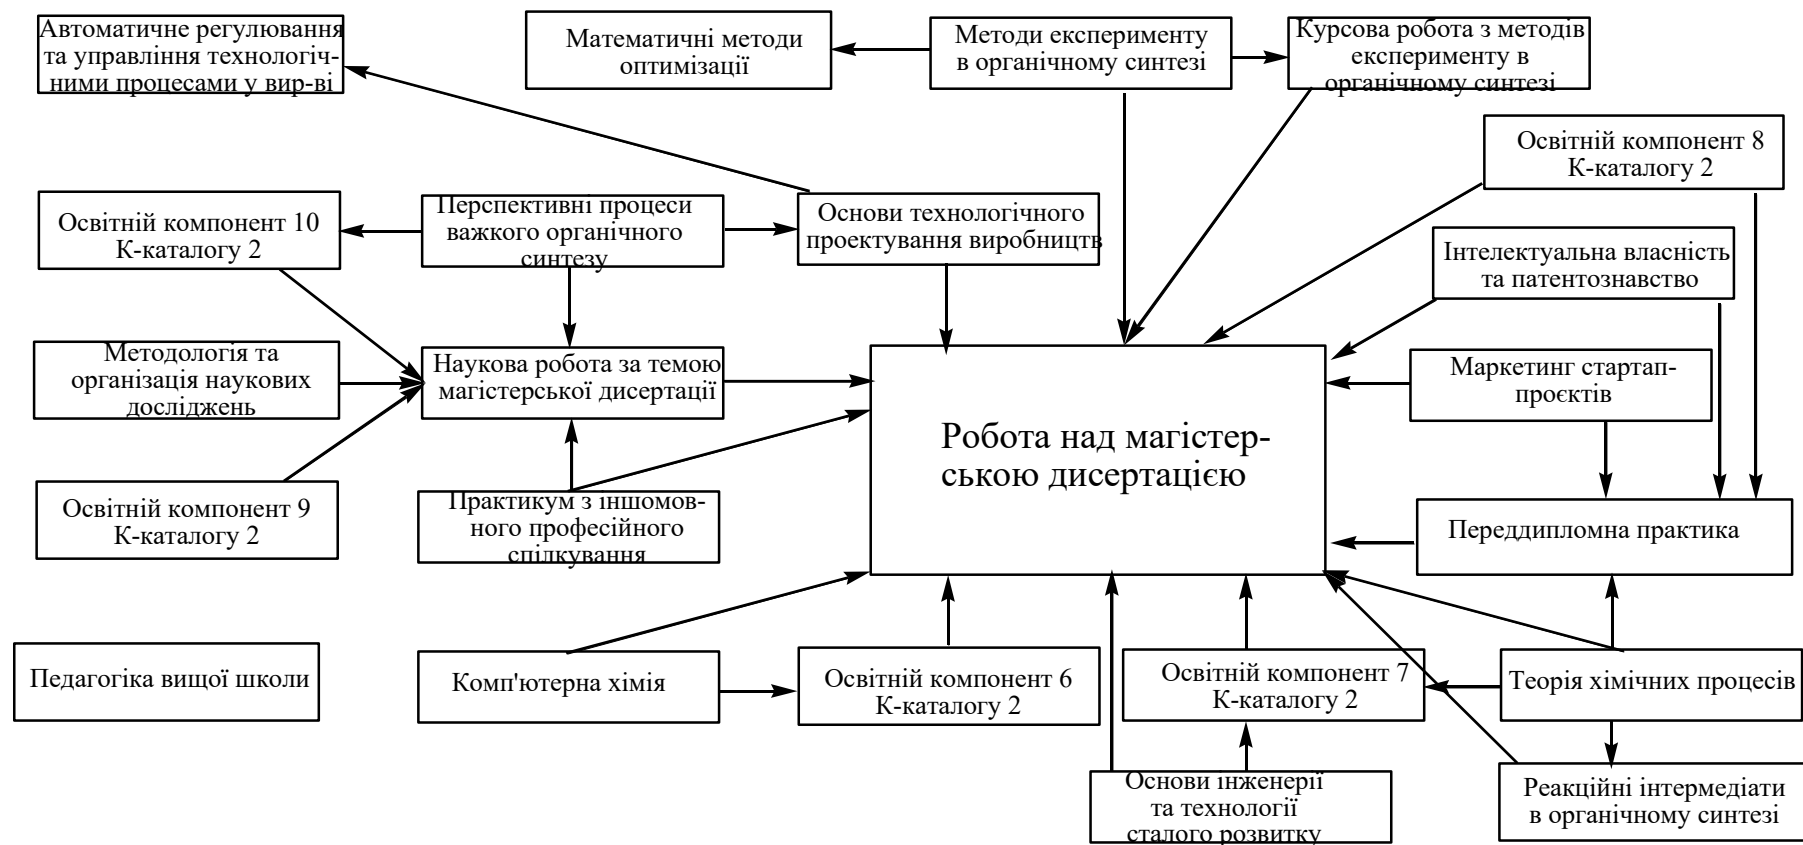 Автоматичне регулювання
та управління технологіч-
ними процесами у вир-ві
Математичні методи
оптимізації
Методи експерименту
в органічному синтезі
Курсова робота з методів
експерименту в
органічному синтезі
Освітній компонент 8
К-каталогу 2
Освітній компонент 10
К-каталогу 2
Перспективні процеси
важкого органічного
синтезу
Основи технологічного
проектування виробництв
Інтелектуальна власність
та патентознавство
Методологія та
організація наукових
досліджень
Наукова робота за темою
магістерської дисертації
Маркетинг стартап-
проєктів
Робота над магістер-
ською дисертацією
Освітній компонент 9
К-каталогу 2
Практикум з іншомов-
ного професійного
спілкування
Переддипломна практика
Педагогіка вищої школи
Комп'ютерна хімія
Освітній компонент 6
К-каталогу 2
Освітній компонент 7
К-каталогу 2
Теорія хімічних процесів
Основи інженерії
та технології
сталого розвитку
Реакційні інтермедіати
в органічному синтезі